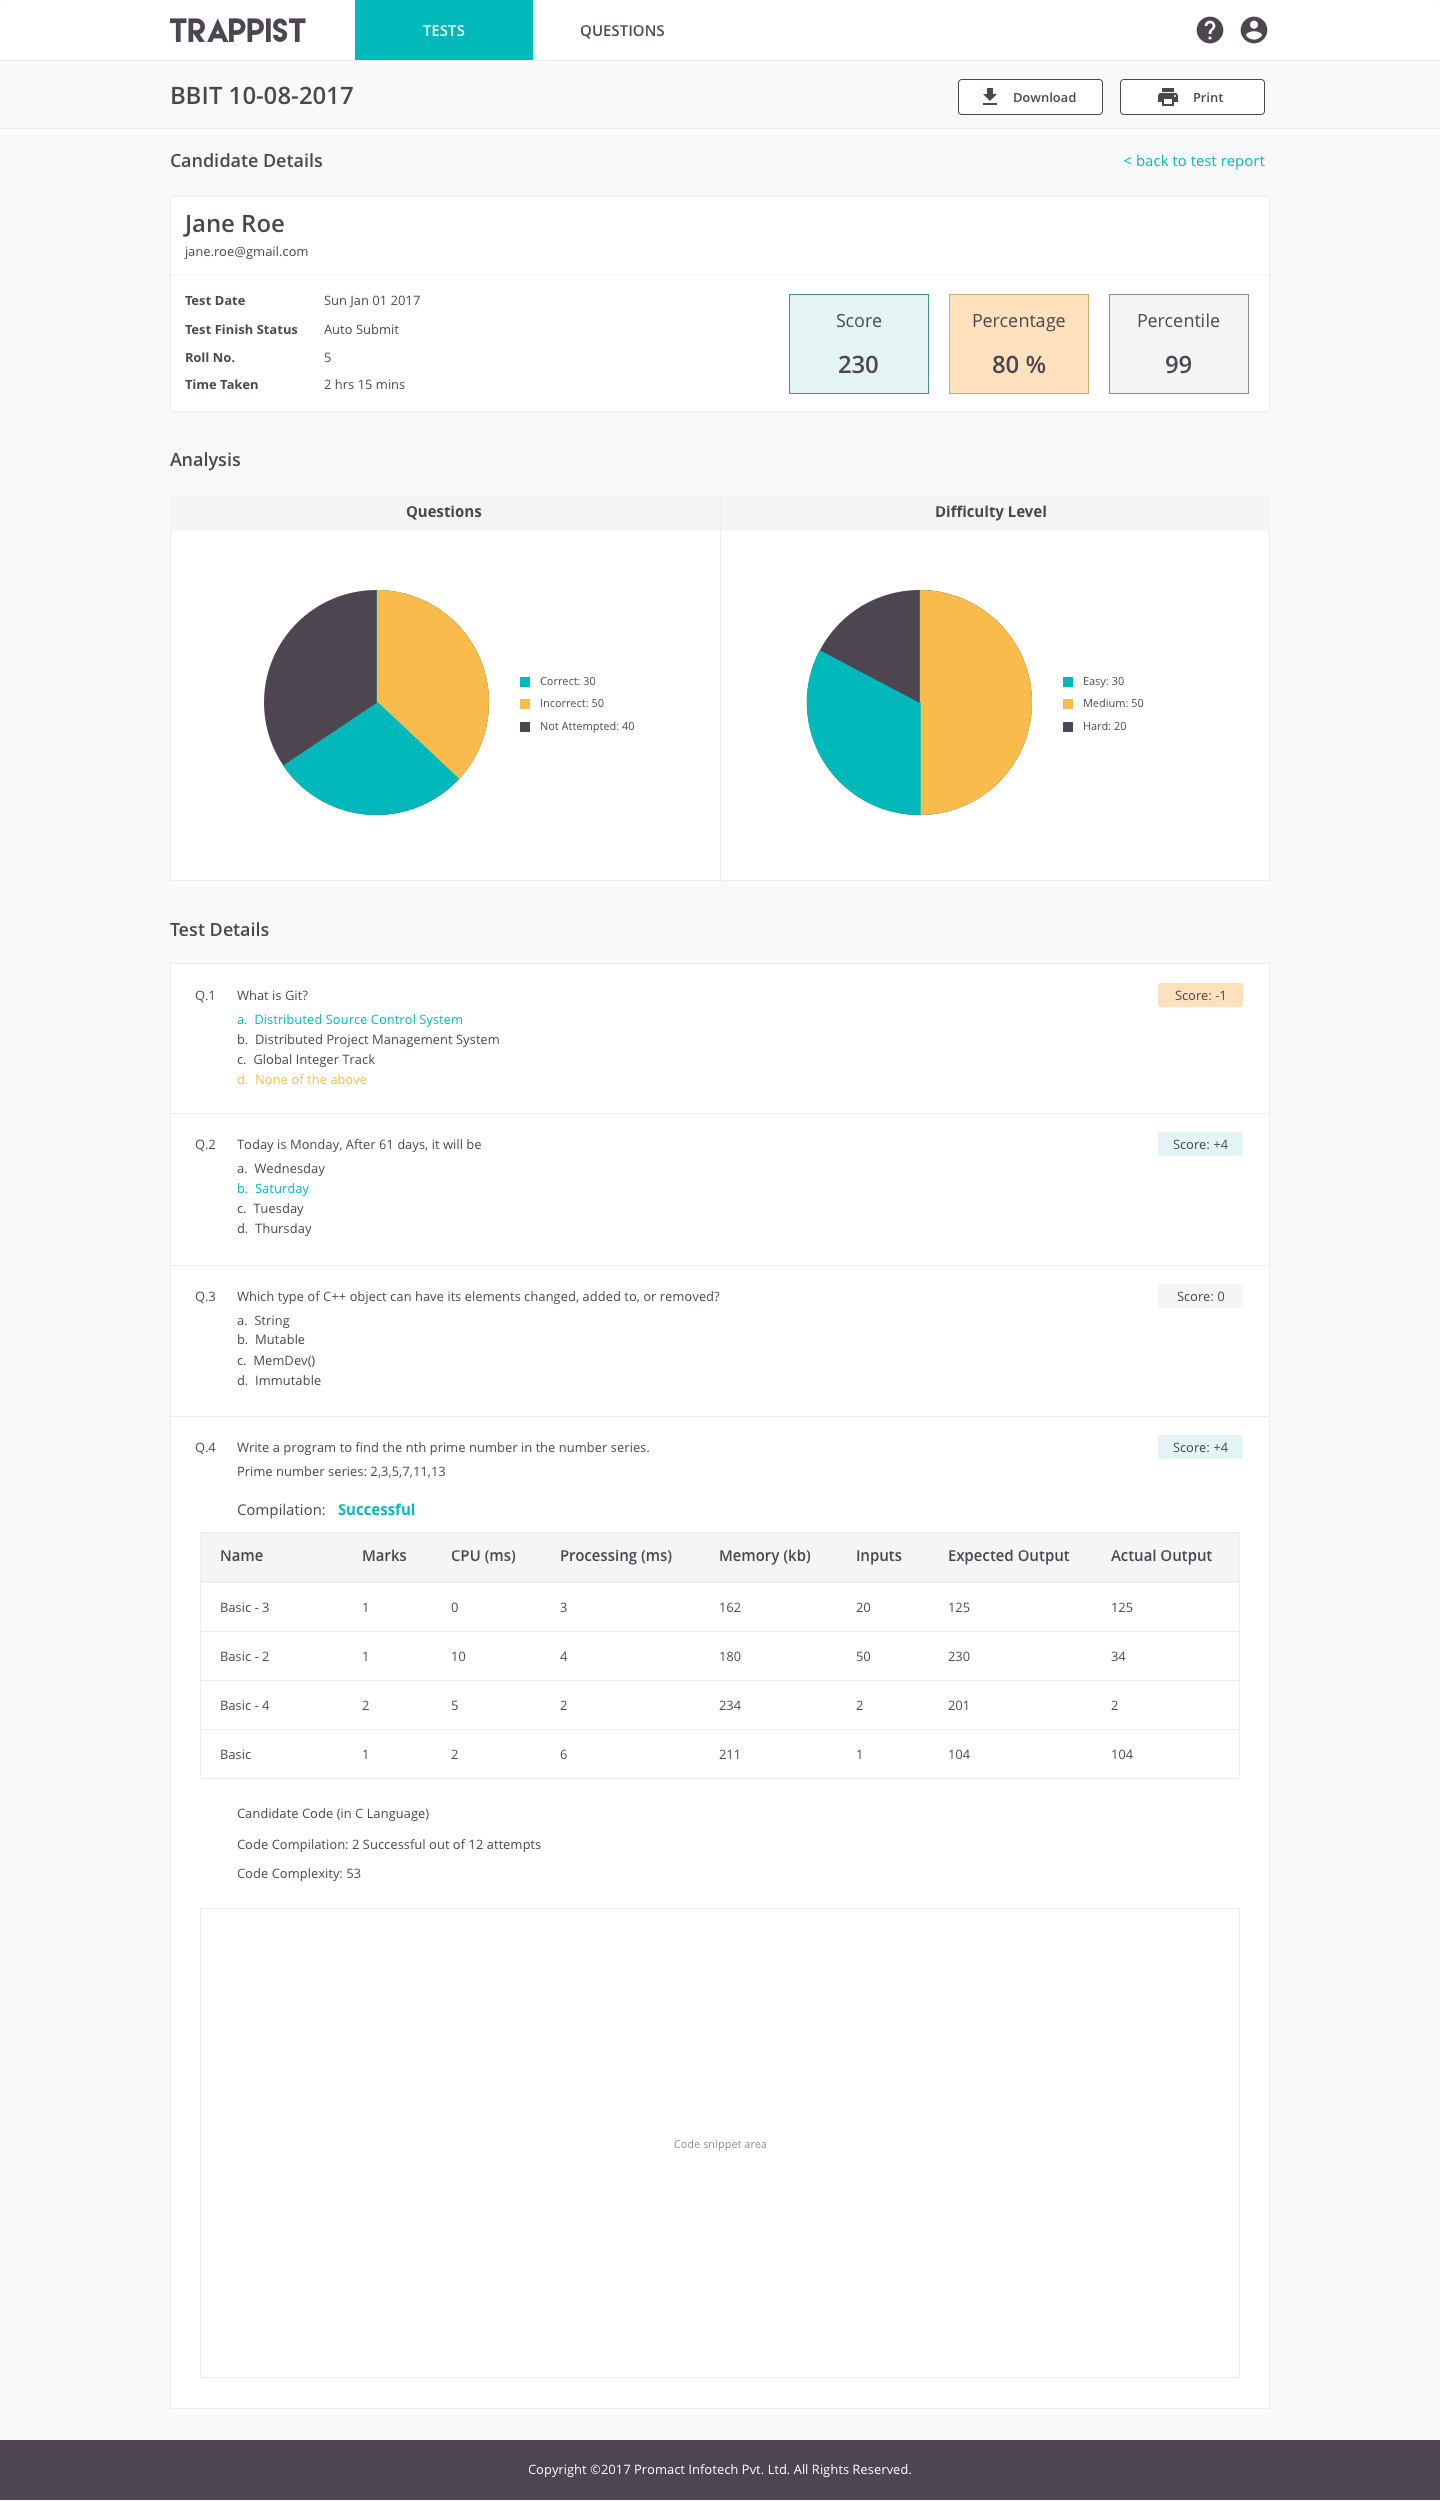 TRAPPIST TESTS QUESTIONS
BBIT 10-08-2017 Download Print
Candidate Details < back to test report
Jane Roe
jane.roe@gmail.com
Test Date Sun Jan 01 2017
Test Finish Status Auto Submit
Roll No. 5
Time Taken 2 hrs 15 mins
Score Percentage Percentile
230 80 % 99
Analysis
Questions Difficulty Level
Correct: 30
Incorrect: 50
Not Attempted: 40
Easy: 30
Medium: 50
Hard: 20
Test Details
Q.1 What is Git? Score: -1
a. Distributed Source Control System
b. Distributed Project Management System
c. Global Integer Track
d. None of the above
Q.2 Today is Monday, After 61 days, it will be Score: +4
a. Wednesday
b. Saturday
c. Tuesday
d. Thursday
Q.3 Which type of C++ object can have its elements changed, added to, or removed? Score: 0
a. String
b. Mutable
c. MemDev()
d. Immutable
Q.4 Write a program to find the nth prime number in the number series. Score: +4
Prime number series: 2,3,5,7,11,13
Compilation: Successful
Name Marks CPU (ms) Processing (ms) Memory (kb) Inputs Expected Output Actual Output
Basic - 3 1 0 3 162 20 125 125
Basic - 2 1 10 4 180 50 230 34
Basic - 4 2 5 2 234 2 201 2
Basic 1 2 6 211 1 104 104
Candidate Code (in C Language)
Code Compilation: 2 Successful out of 12 attempts
Code Complexity: 53
Code snippet area
Copyright ©2017 Promact Infotech Pvt. Ltd. All Rights Reserved.